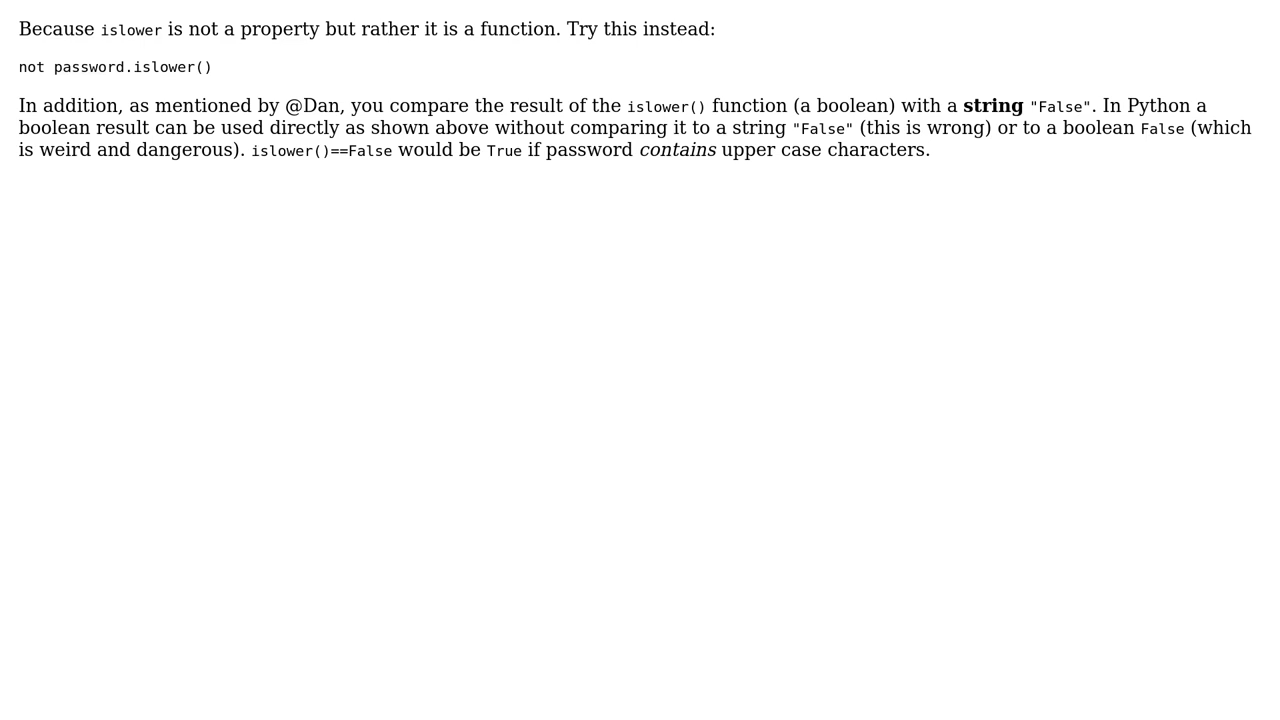 Because islower is not a property but rather it is a function. Try this instead:
not password.islower()
In addition, as mentioned by @Dan, you compare the result of the islower() function (a boolean) with a string "False". In Python a
boolean result can be used directly as shown above without comparing it to a string "False" (this is wrong) or to a boolean False (which
is weird and dangerous). islower()==False would be True if password contains upper case characters.